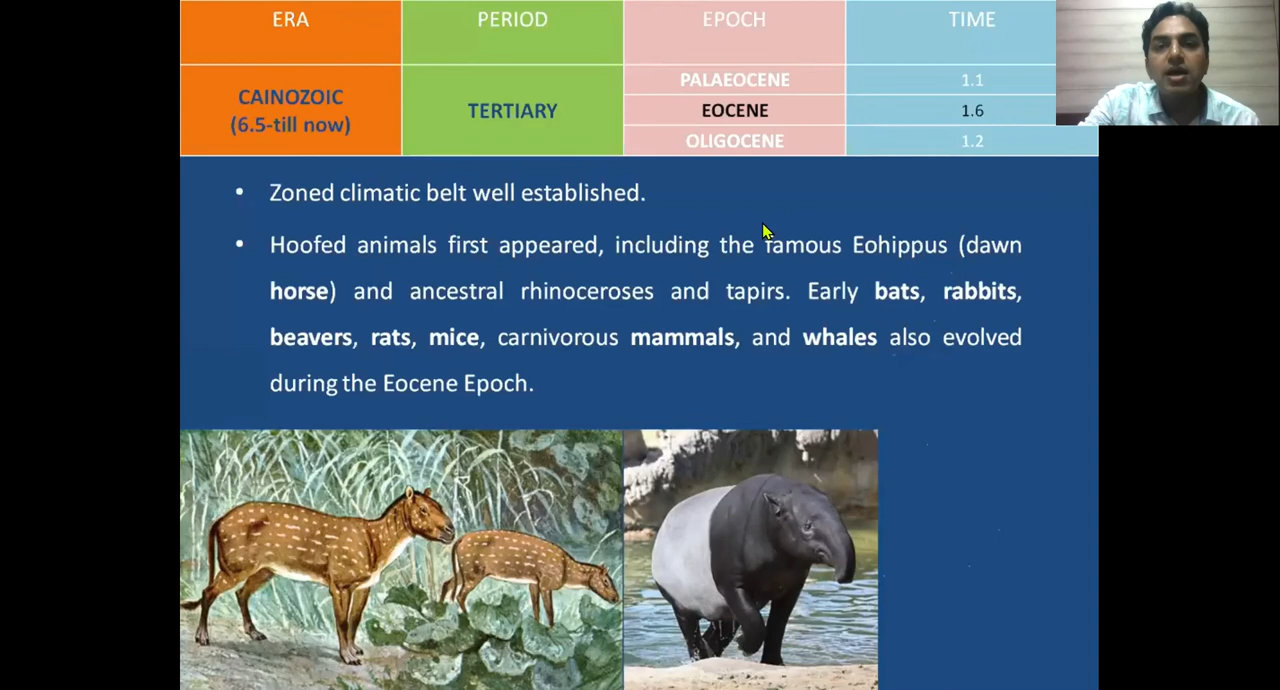 ERA PERIOD EPOCH TIME
CAINOZOIC
(6.5-till now)
TERTIARY
PALAEOCENE 1.1
EOCENE 1.6
OLIGOCENE 1.2
• Zoned climatic belt well established.
• Hoofed animals first appeared, including the famous Eohippus (dawn
horse) and ancestral rhinoceroses and tapirs. Early bats, rabbits,
beavers, rats, mice, carnivorous mammals, and whales also evolved
during the Eocene Epoch.